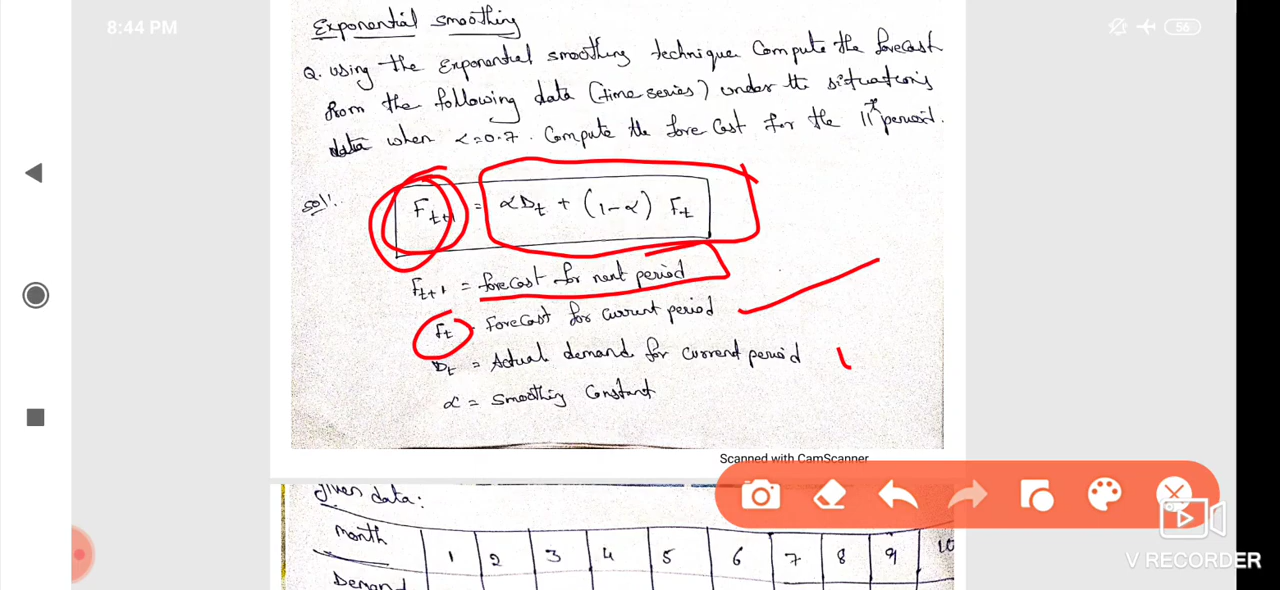 8:44 PM
56
Exponential smoothing
Q. Using the Exponential smoothing technique Compute the forecast
from the following data (time series) under the situation's
data when α=0.7. Compute the fore Cast for the 11th period.
Sol:
Ft+1 = αDt + (1-α) Ft
Ft+1 = forecast for next period
Ft = ForeCast for current period
Dt = Actual demand for current period
α = Smoothing Constant
Scanned with CamScanner
given data:
Month 1 2 3 4 5 6 7 8 9 10
Demand
V RECORDER